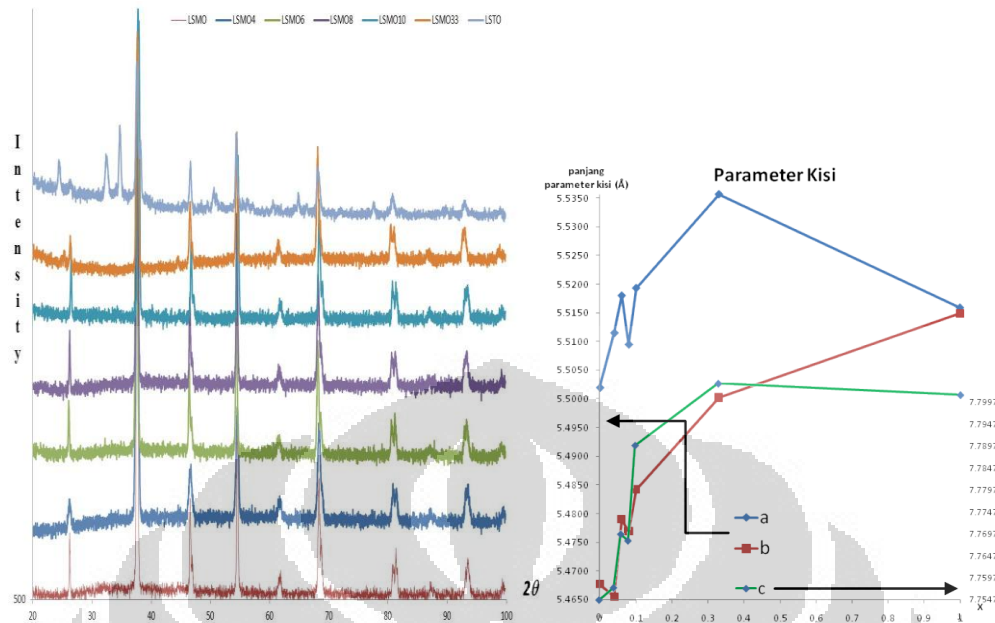 LSMO LSMO4 LSMO6 LSMO8 LSMO10 LSMO33 LSTO
Intensity
500
20 30 40 50 60 70 80 90 100
2θ
panjang
parameter kisi (Å)
Parameter Kisi
5.5350
5.5300
5.5250
5.5200
5.5150
5.5100
5.5050
5.5000
5.4950
5.4900
5.4850
5.4800
5.4750
5.4700
5.4650
a
b
c
7.7997
7.7947
7.7897
7.7847
7.7797
7.7747
7.7697
7.7647
7.7597
7.7547
x
0 0.1 0.2 0.3 0.4 0.5 0.6 0.7 0.8 0.9 1